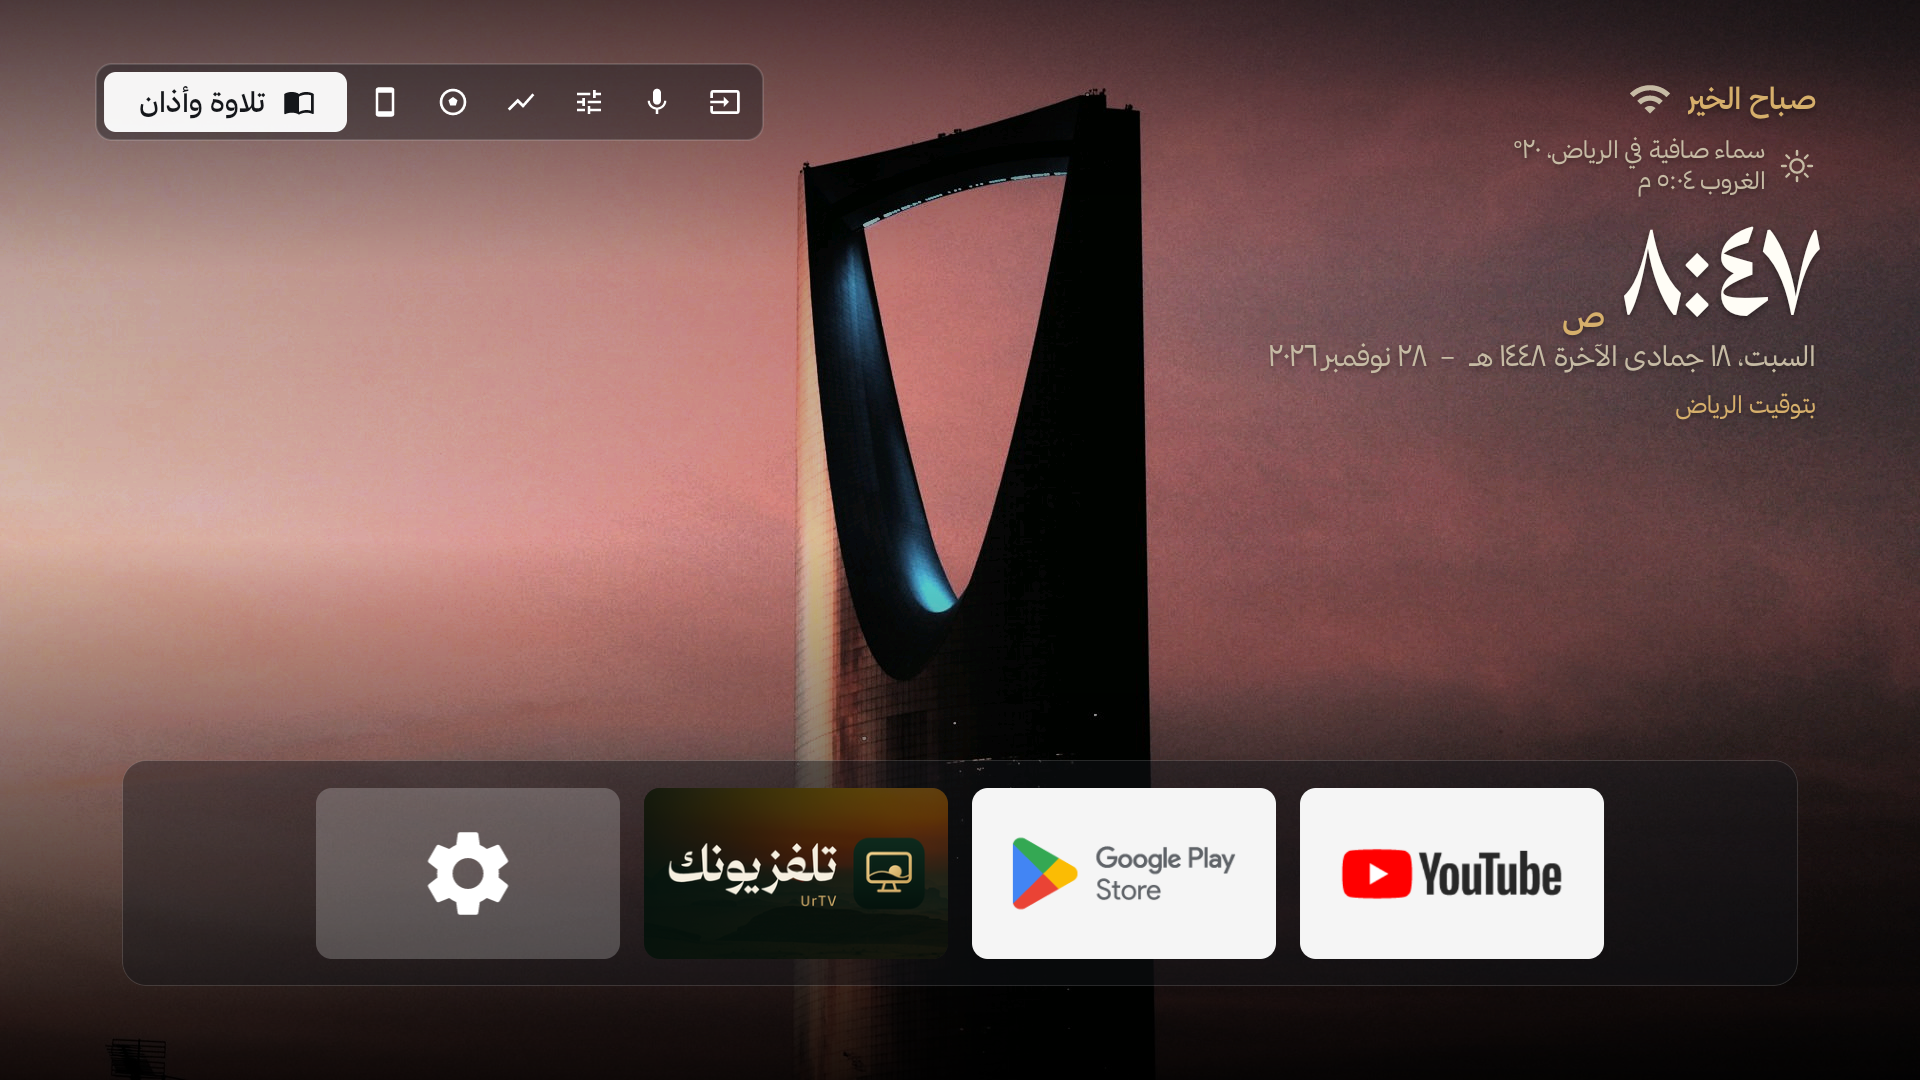 تلاوة وأذان
صباح الخير
سماء صافية في الرياض، ٢٠°
الغروب ٥:٠٤ م
٨:٤٧ ص
السبت، ١٨ جمادى الآخرة ١٤٤٨ هـ – ٢٨ نوفمبر ٢٠٢٦
بتوقيت الرياض
YouTube
Google Play
Store
تلفزيونك
UrTV